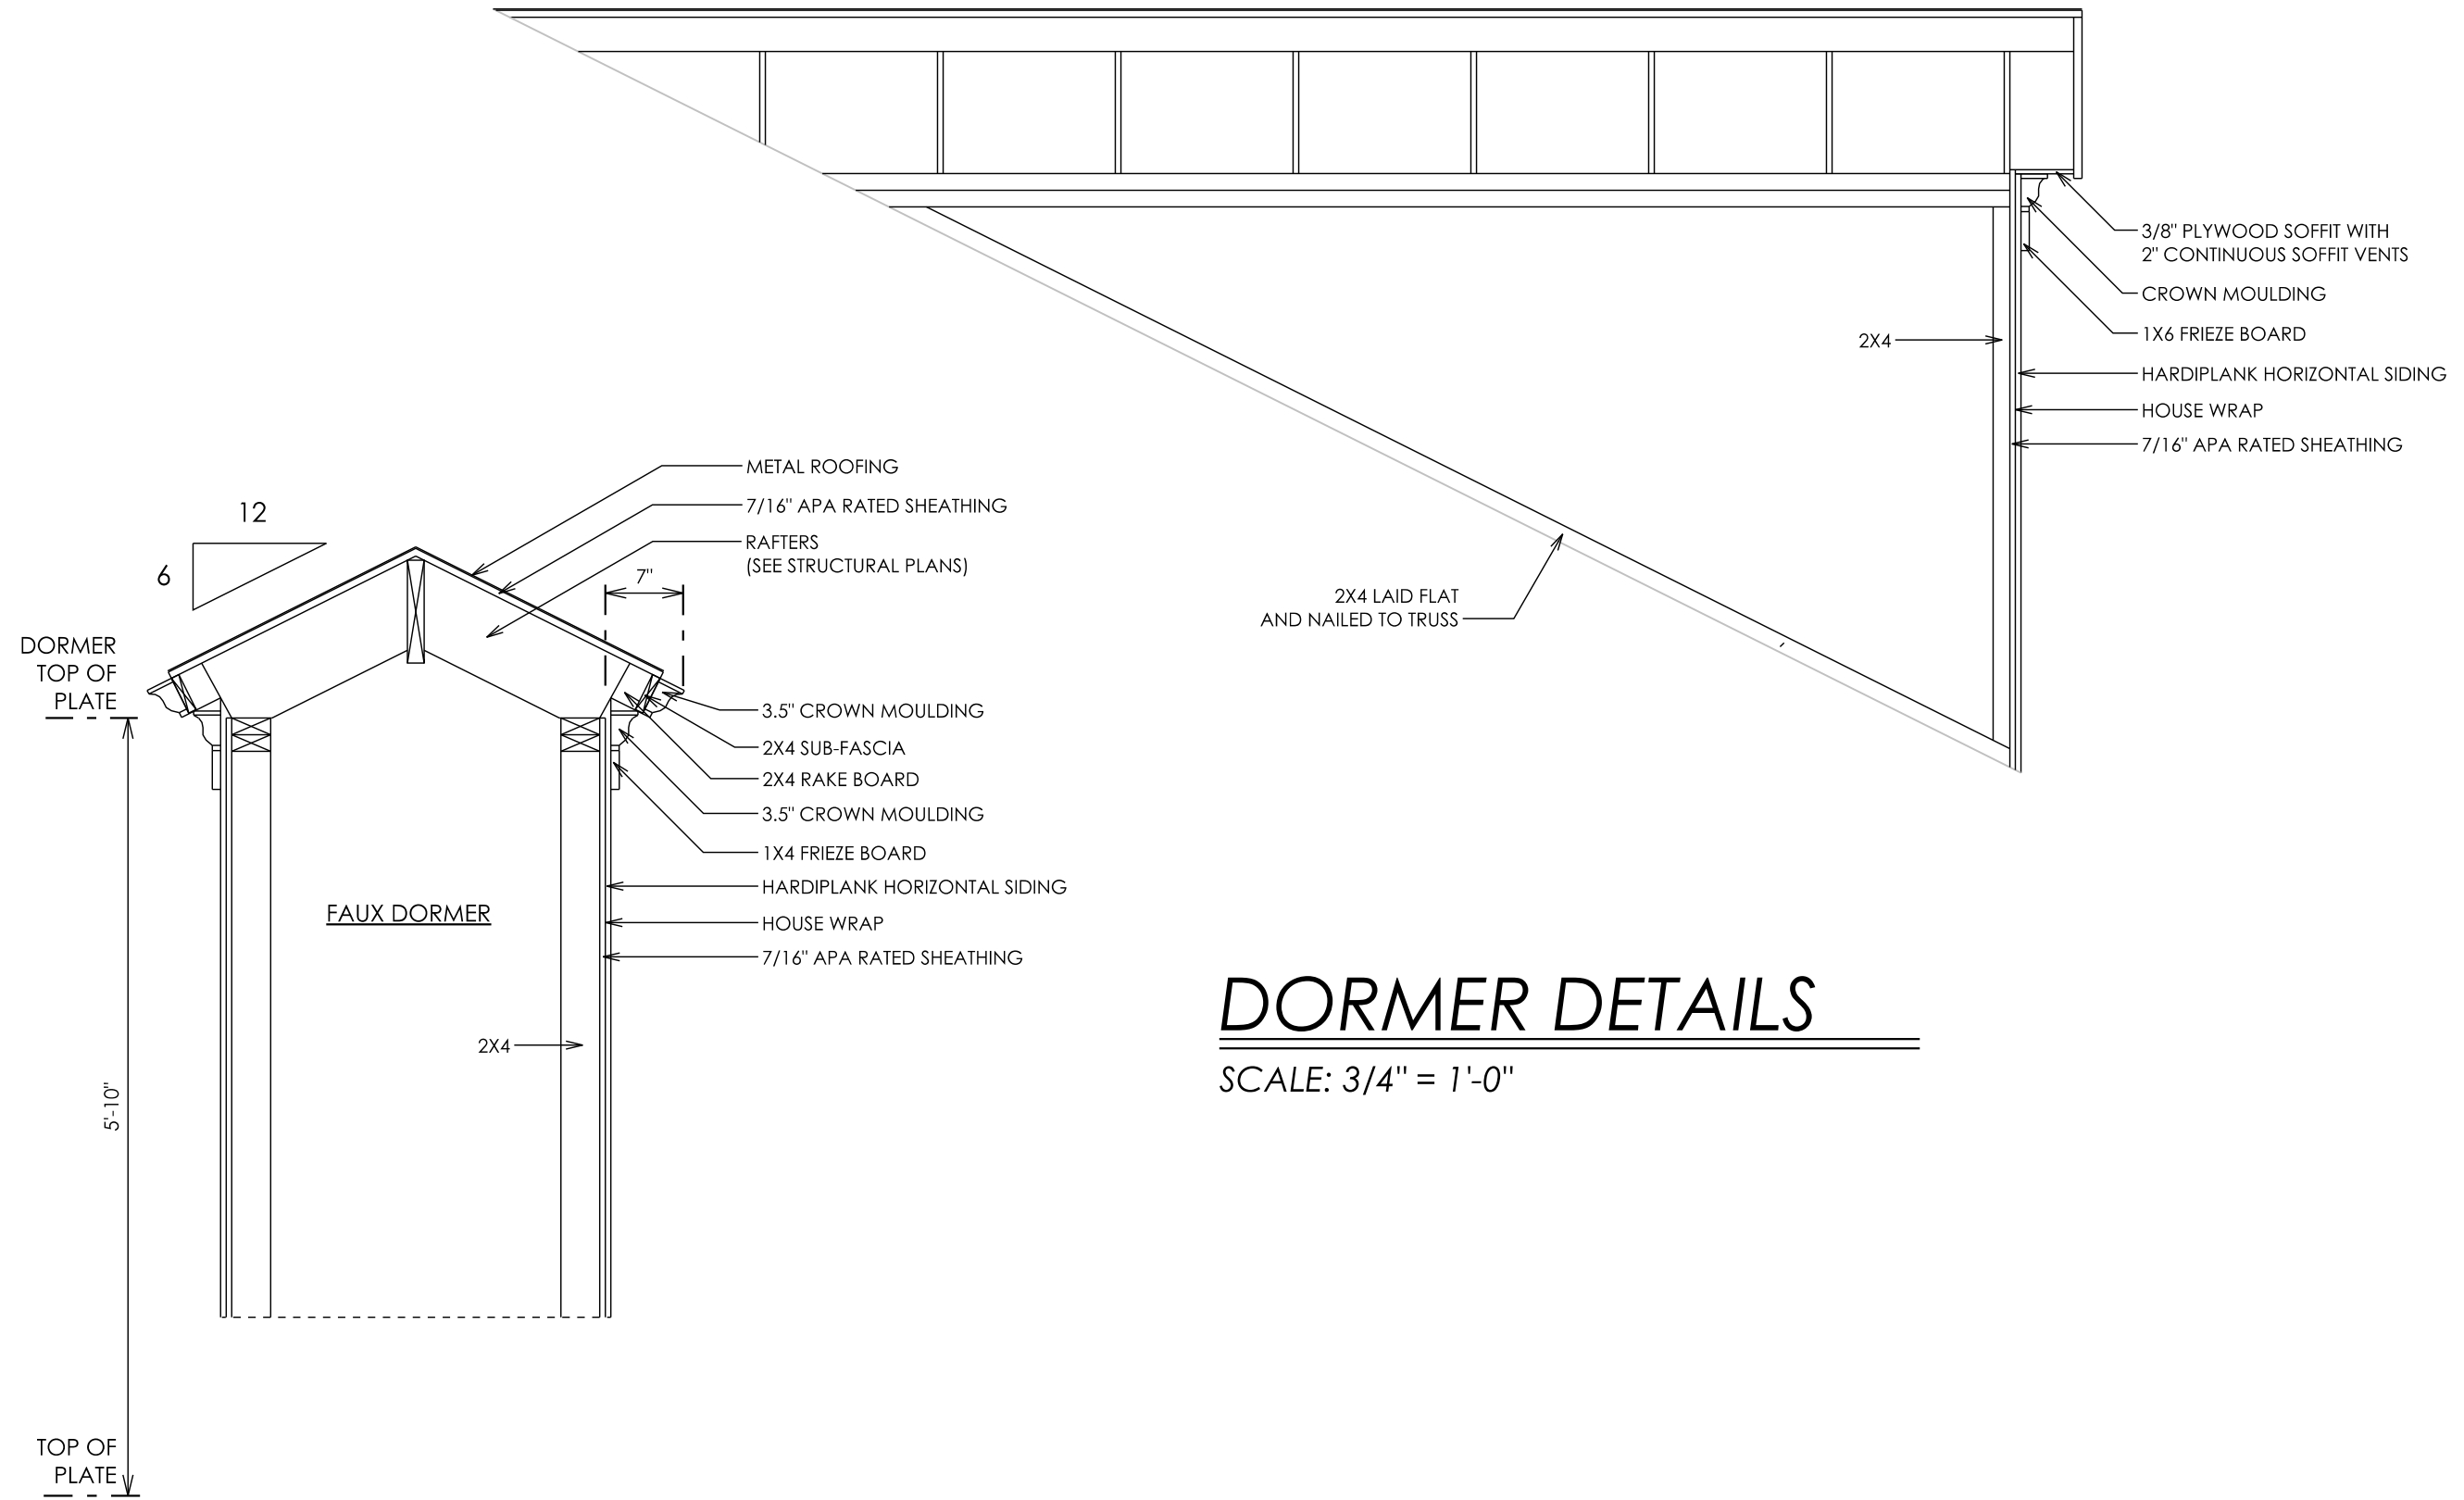 3/8" PLYWOOD SOFFIT WITH
2" CONTINUOUS SOFFIT VENTS
CROWN MOULDING
1X6 FRIEZE BOARD
2X4
HARDIPLANK HORIZONTAL SIDING
HOUSE WRAP
7/16" APA RATED SHEATHING
2X4 LAID FLAT
AND NAILED TO TRUSS
METAL ROOFING
7/16" APA RATED SHEATHING
RAFTERS
(SEE STRUCTURAL PLANS)
12
6
7"
DORMER
TOP OF
PLATE
3.5" CROWN MOULDING
2X4 SUB-FASCIA
2X4 RAKE BOARD
3.5" CROWN MOULDING
1X4 FRIEZE BOARD
HARDIPLANK HORIZONTAL SIDING
HOUSE WRAP
7/16" APA RATED SHEATHING
FAUX DORMER
2X4
5'-10"
TOP OF
PLATE
DORMER DETAILS
SCALE: 3/4" = 1'-0"